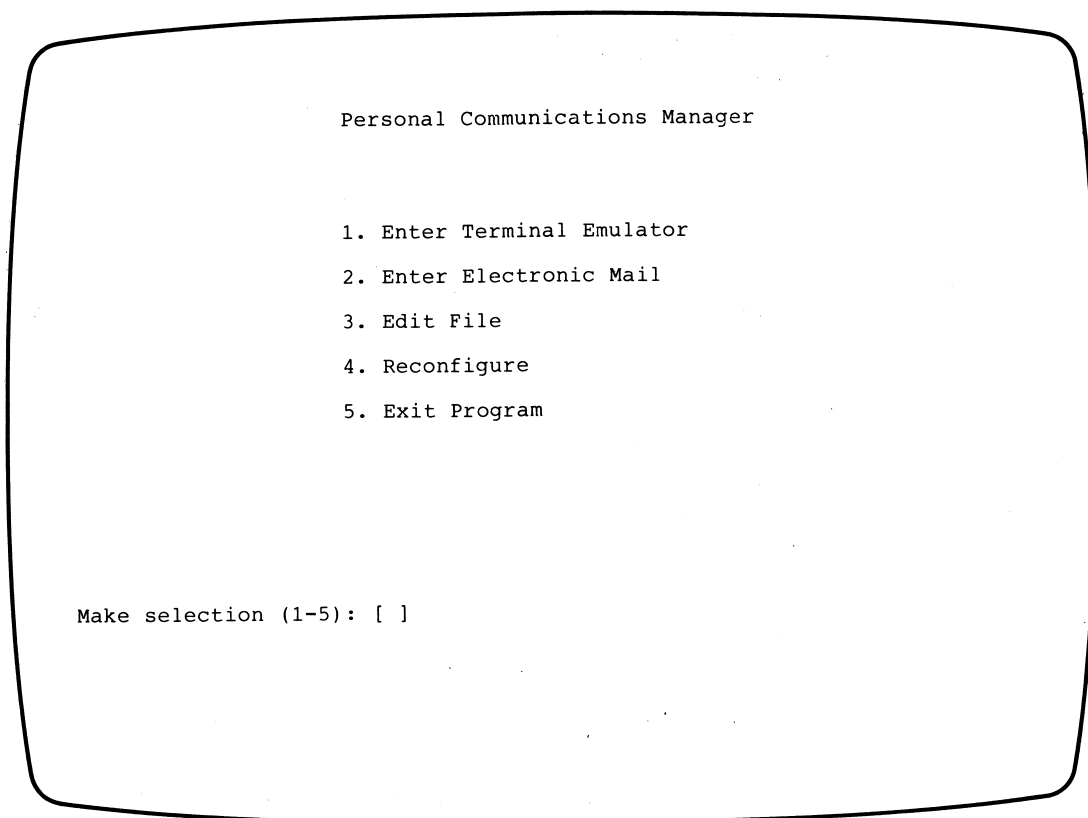 Personal Communications Manager
1. Enter Terminal Emulator
2. Enter Electronic Mail
3. Edit File
4. Reconfigure
5. Exit Program
Make selection (1-5): [ ]